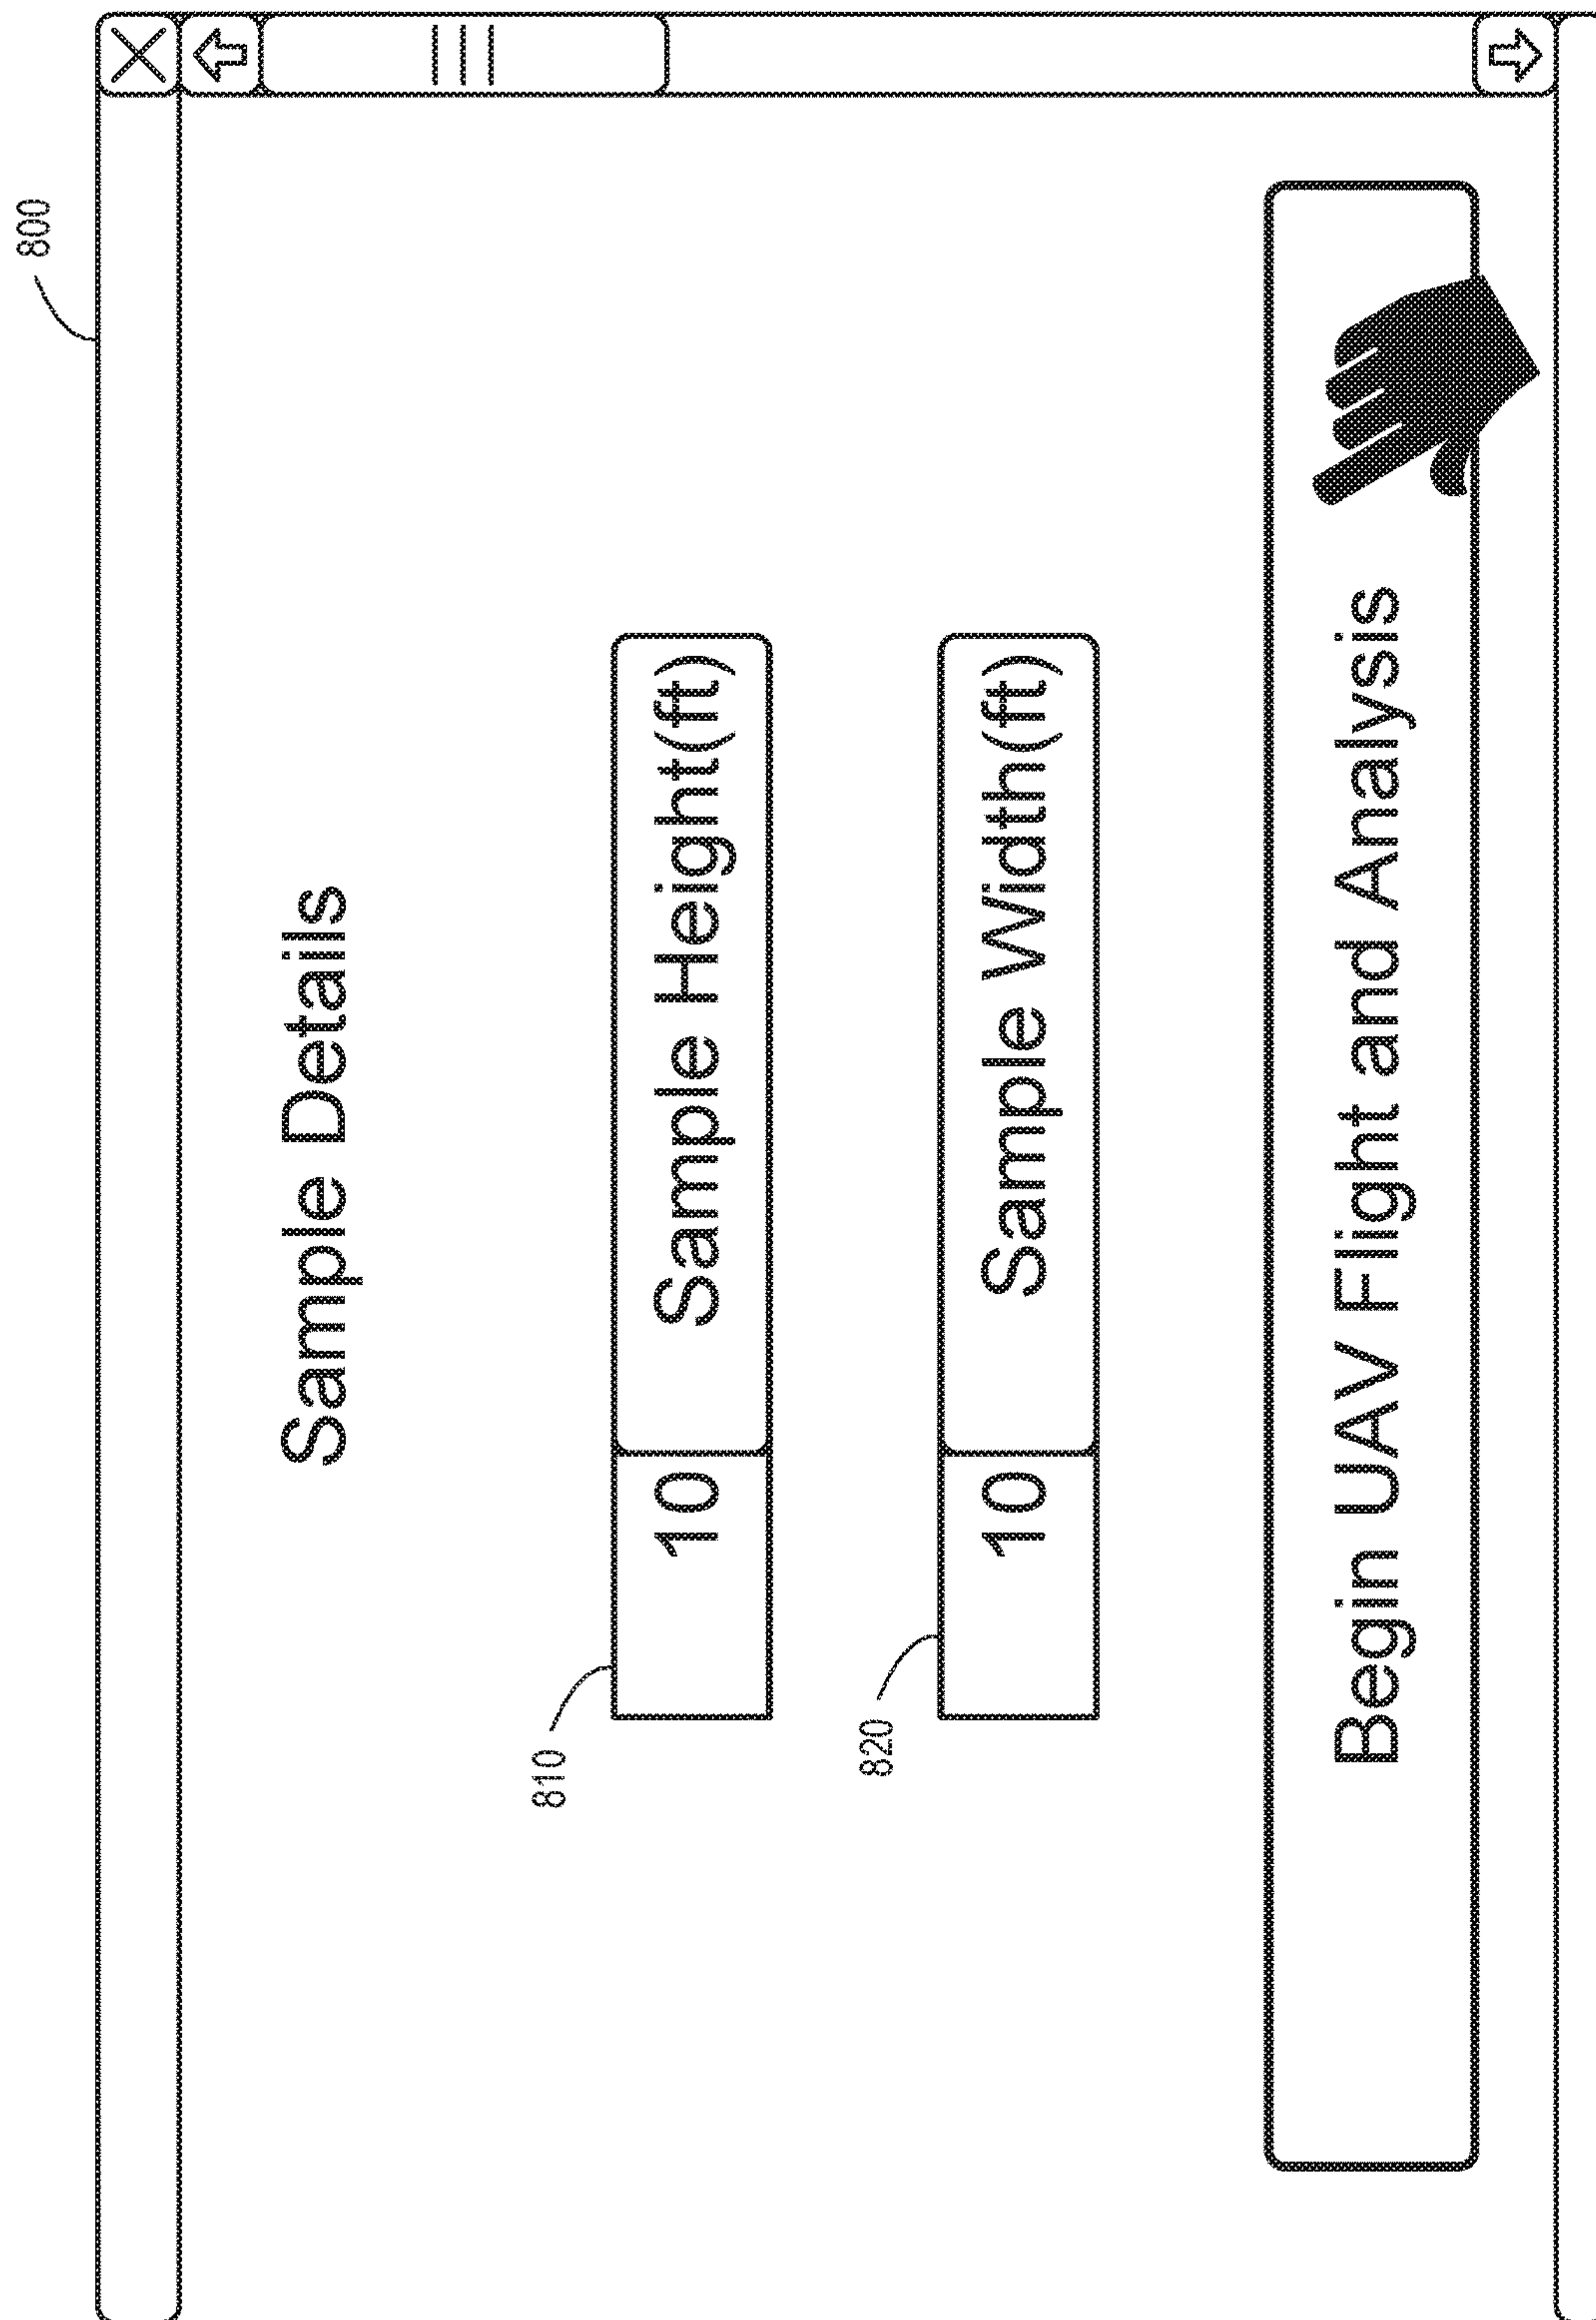 800
Sample Details
810
10 Sample Height(ft)
820
10 Sample Width(ft)
Begin UAV Flight and Analysis